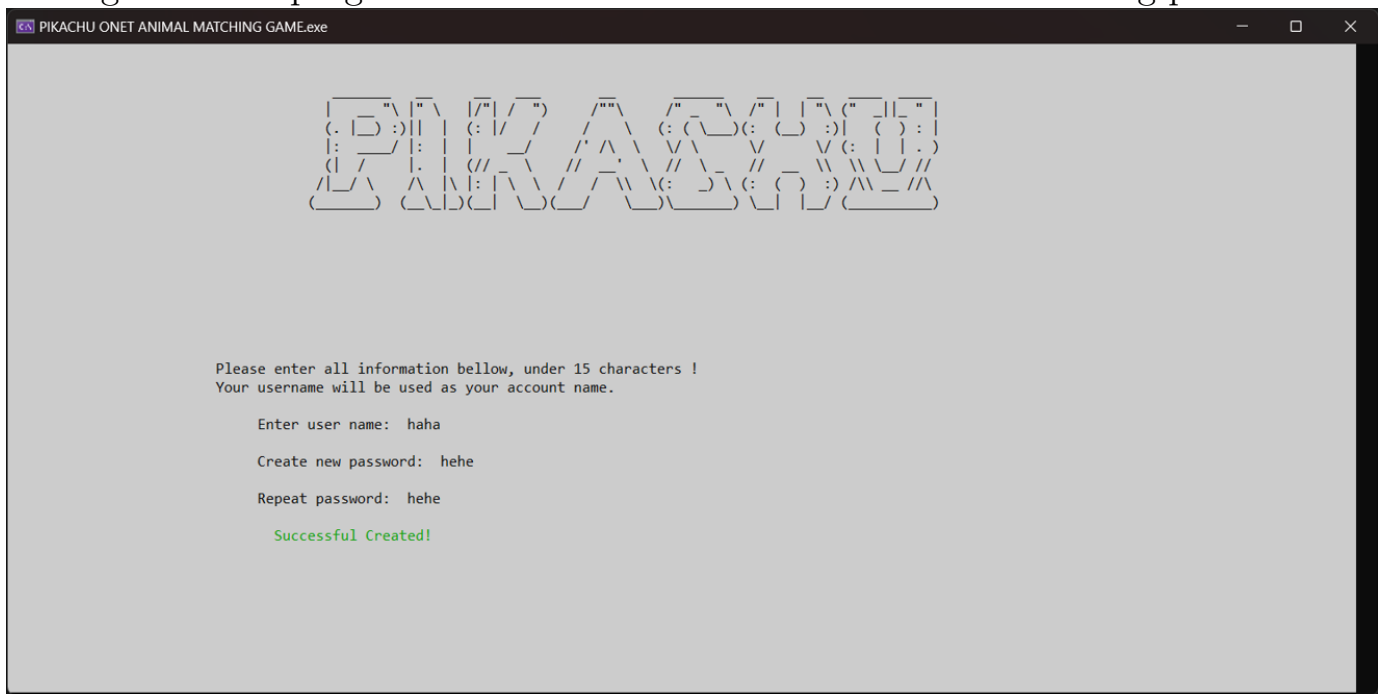 PIKACHU ONET ANIMAL MATCHING GAME.exe
PIKACHU
Please enter all information bellow, under 15 characters !
Your username will be used as your account name.
Enter user name: haha
Create new password: hehe
Repeat password: hehe
Successful Created!